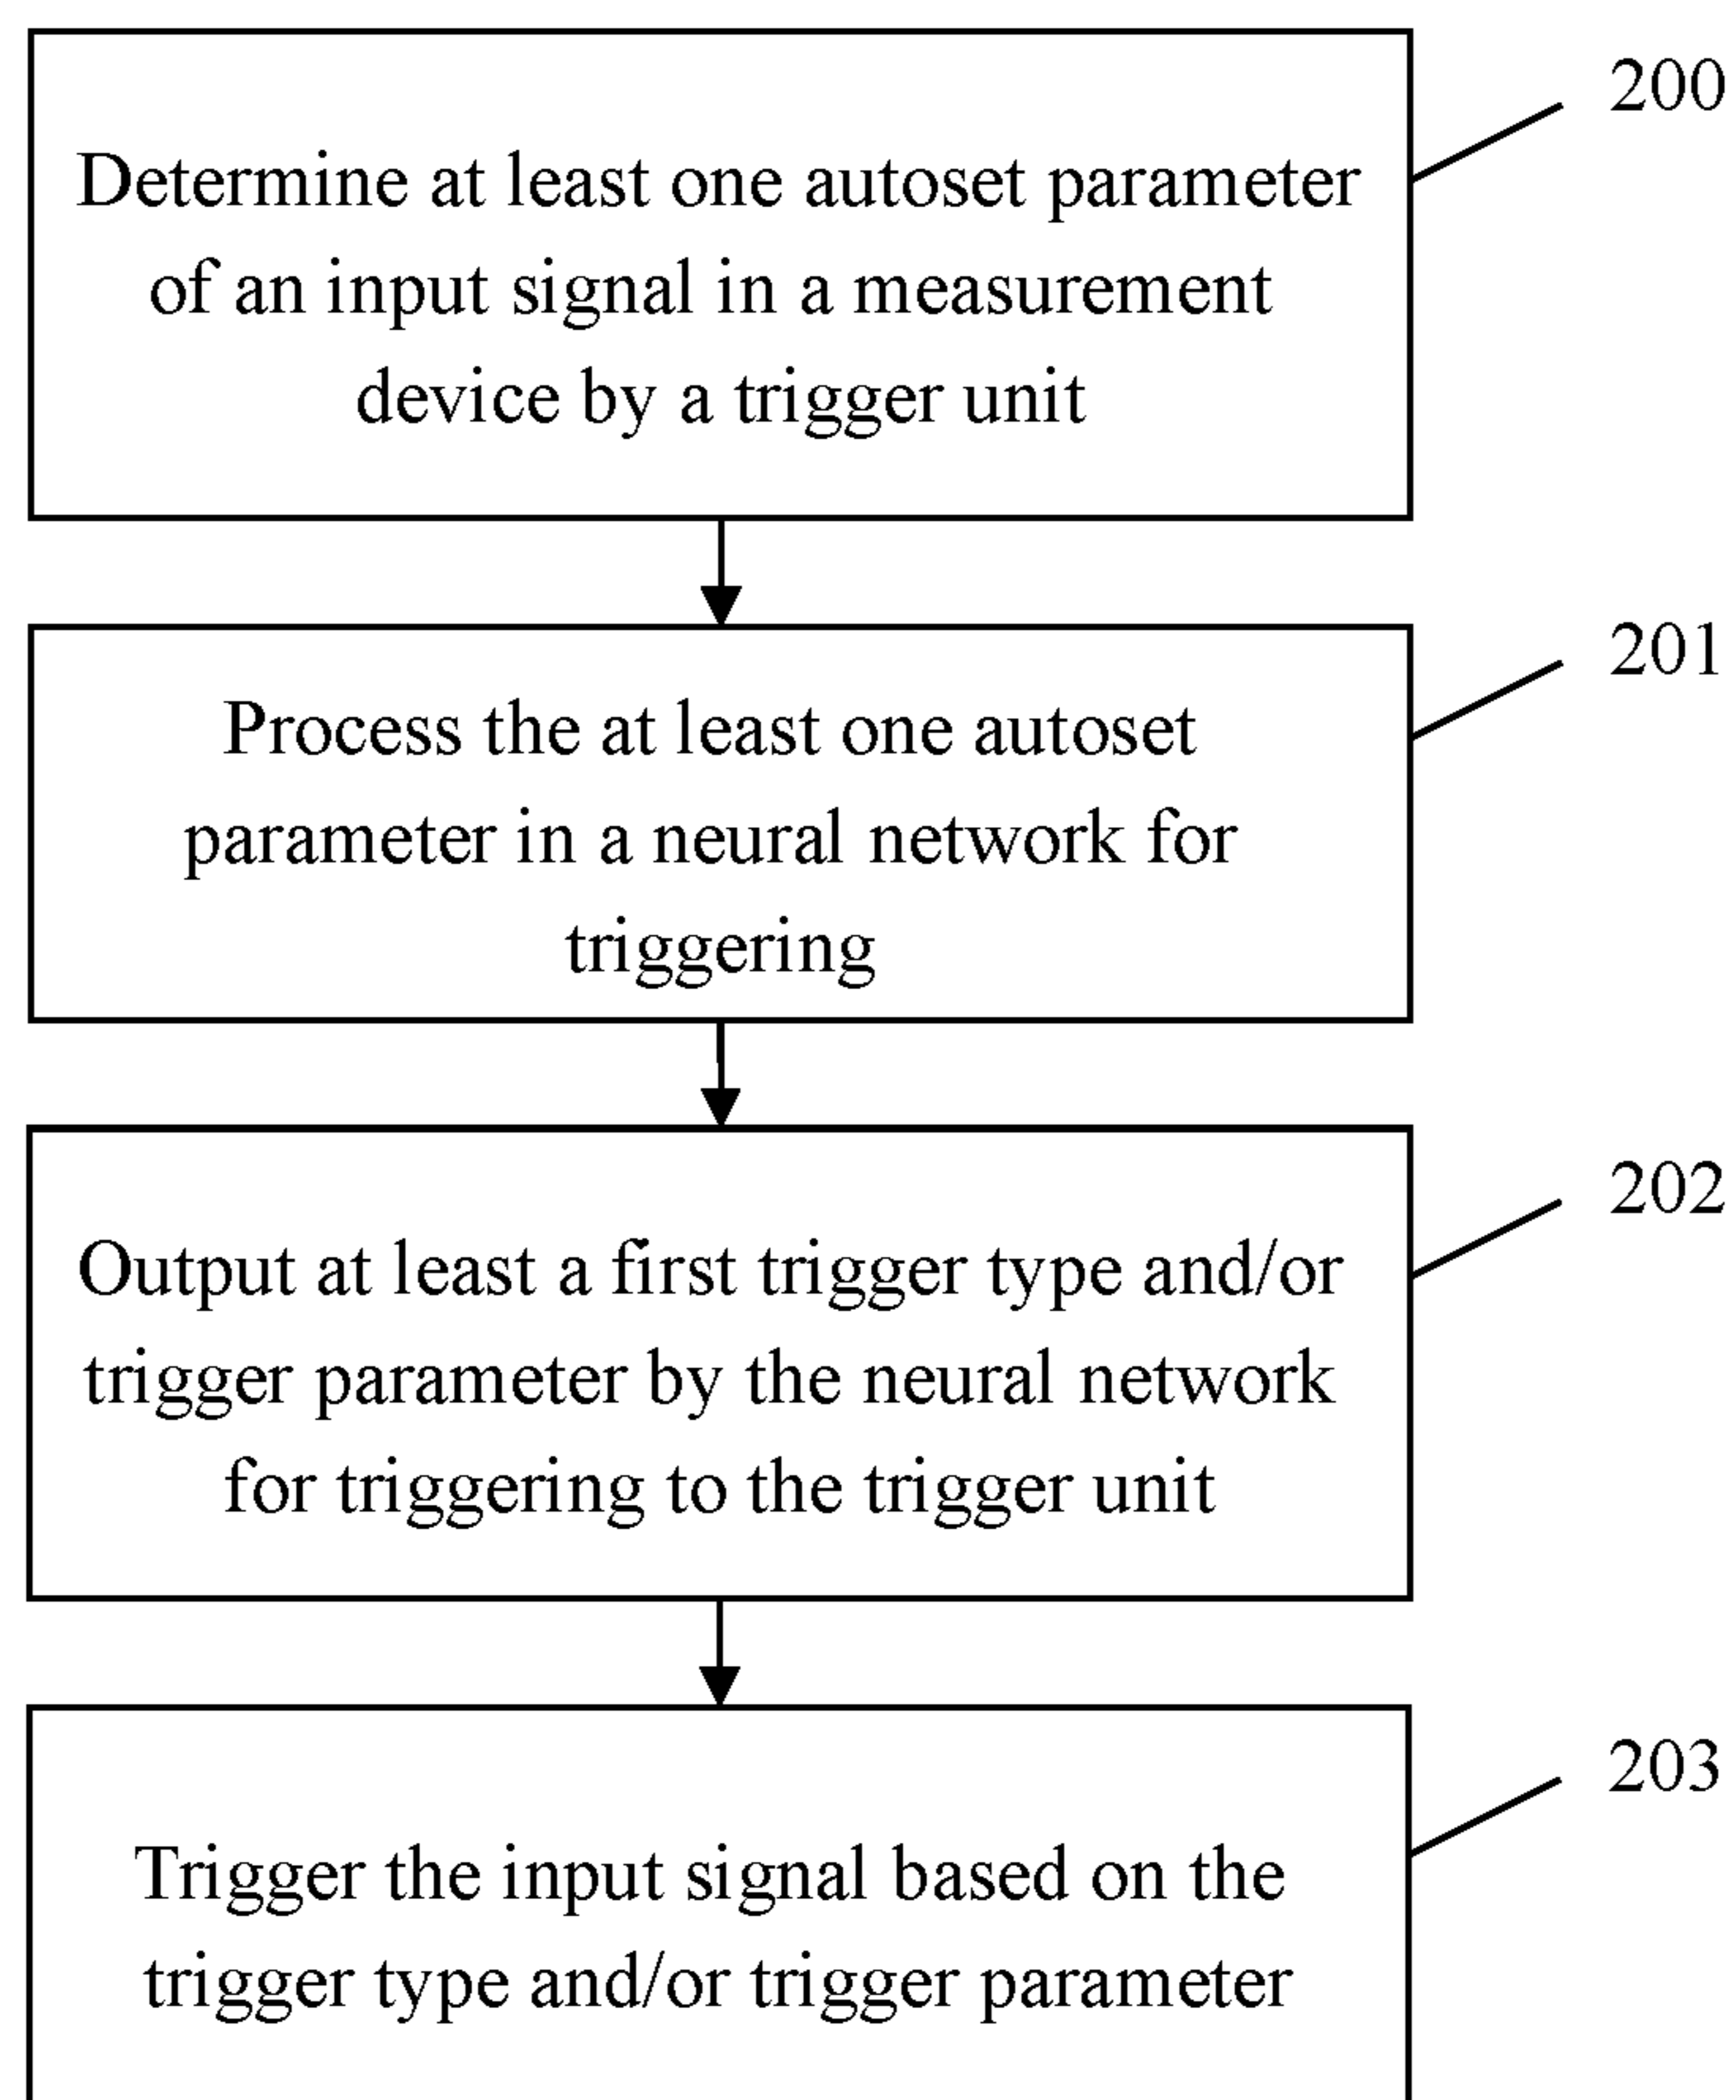 200
Determine at least one autoset parameter
of an input signal in a measurement
device by a trigger unit
201
Process the at least one autoset
parameter in a neural network for
triggering
202
Output at least a first trigger type and/or
trigger parameter by the neural network
for triggering to the trigger unit
203
Trigger the input signal based on the
trigger type and/or trigger parameter